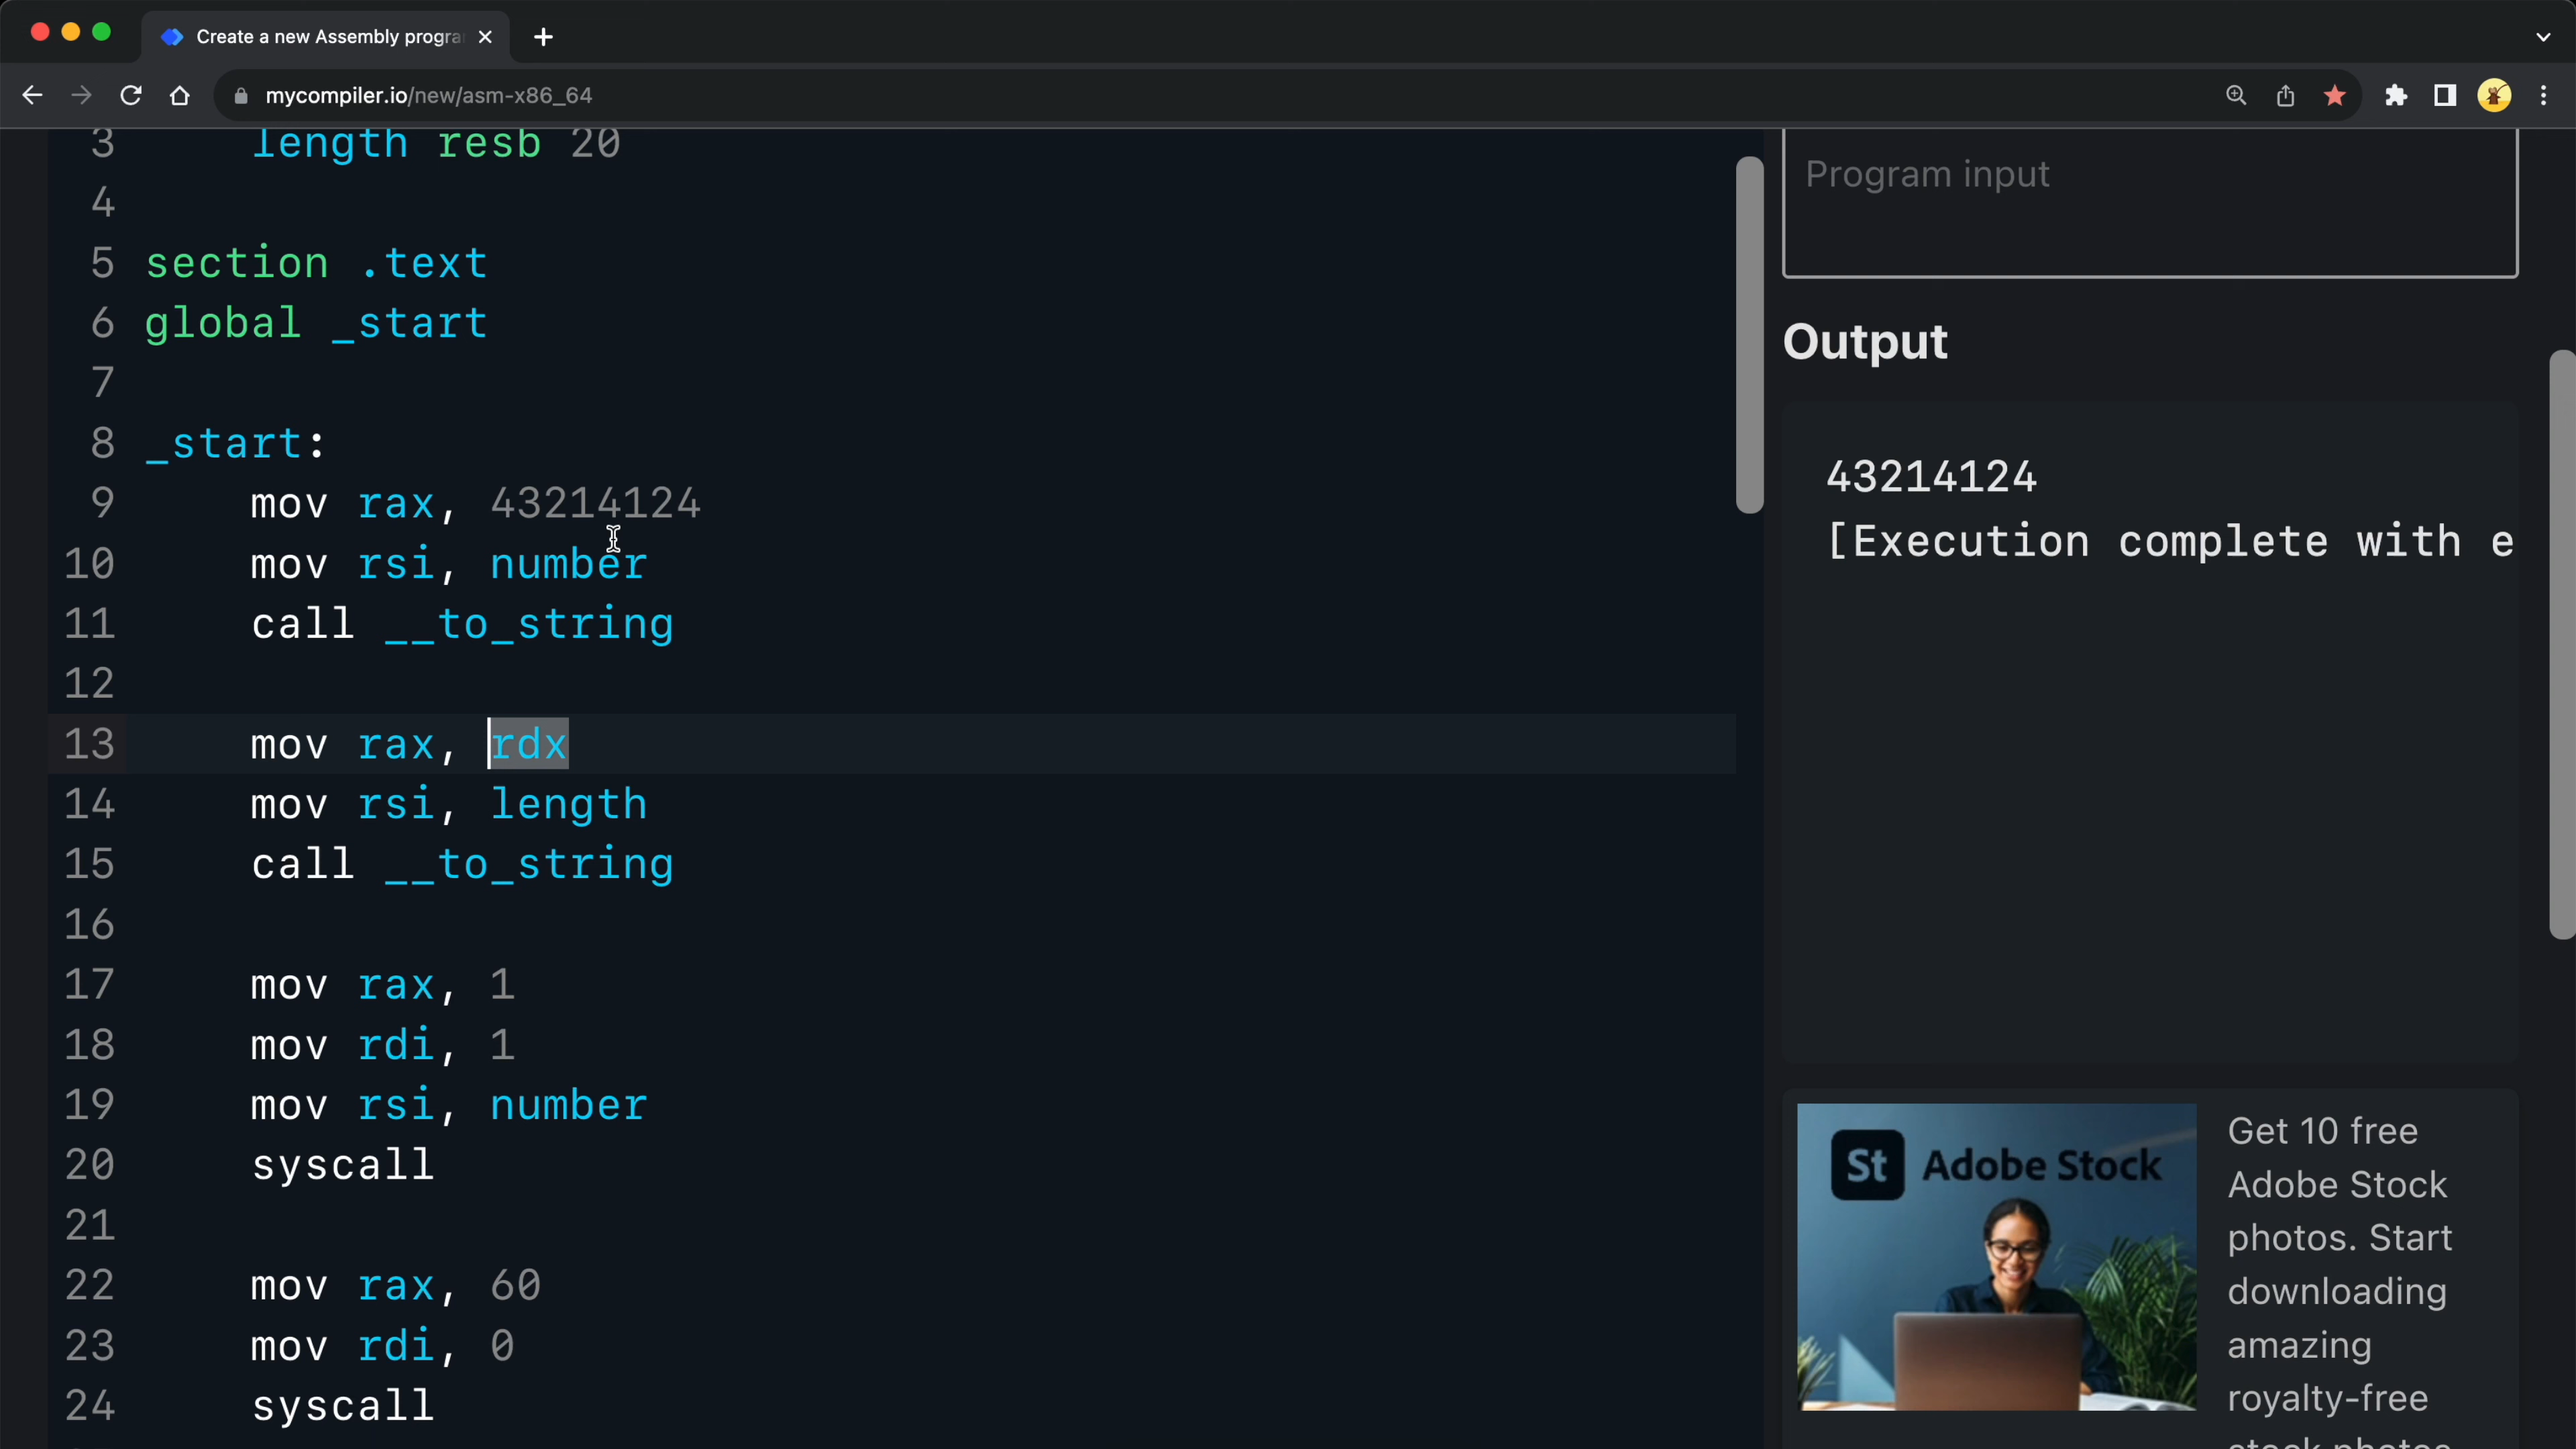 Create a new Assembly progra
mycompiler.io/new/asm-x86_64
3 length resb 20
4
5 section .text
6 global _start
7
8 _start:
9 mov rax, 43214124
10 mov rsi, number
11 call __to_string
12
13 mov rax, rdx
14 mov rsi, length
15 call __to_string
16
17 mov rax, 1
18 mov rdi, 1
19 mov rsi, number
20 syscall
21
22 mov rax, 60
23 mov rdi, 0
24 syscall
Program input
Output
43214124
[Execution complete with e
St Adobe Stock
Get 10 free
Adobe Stock
photos. Start
downloading
amazing
royalty-free